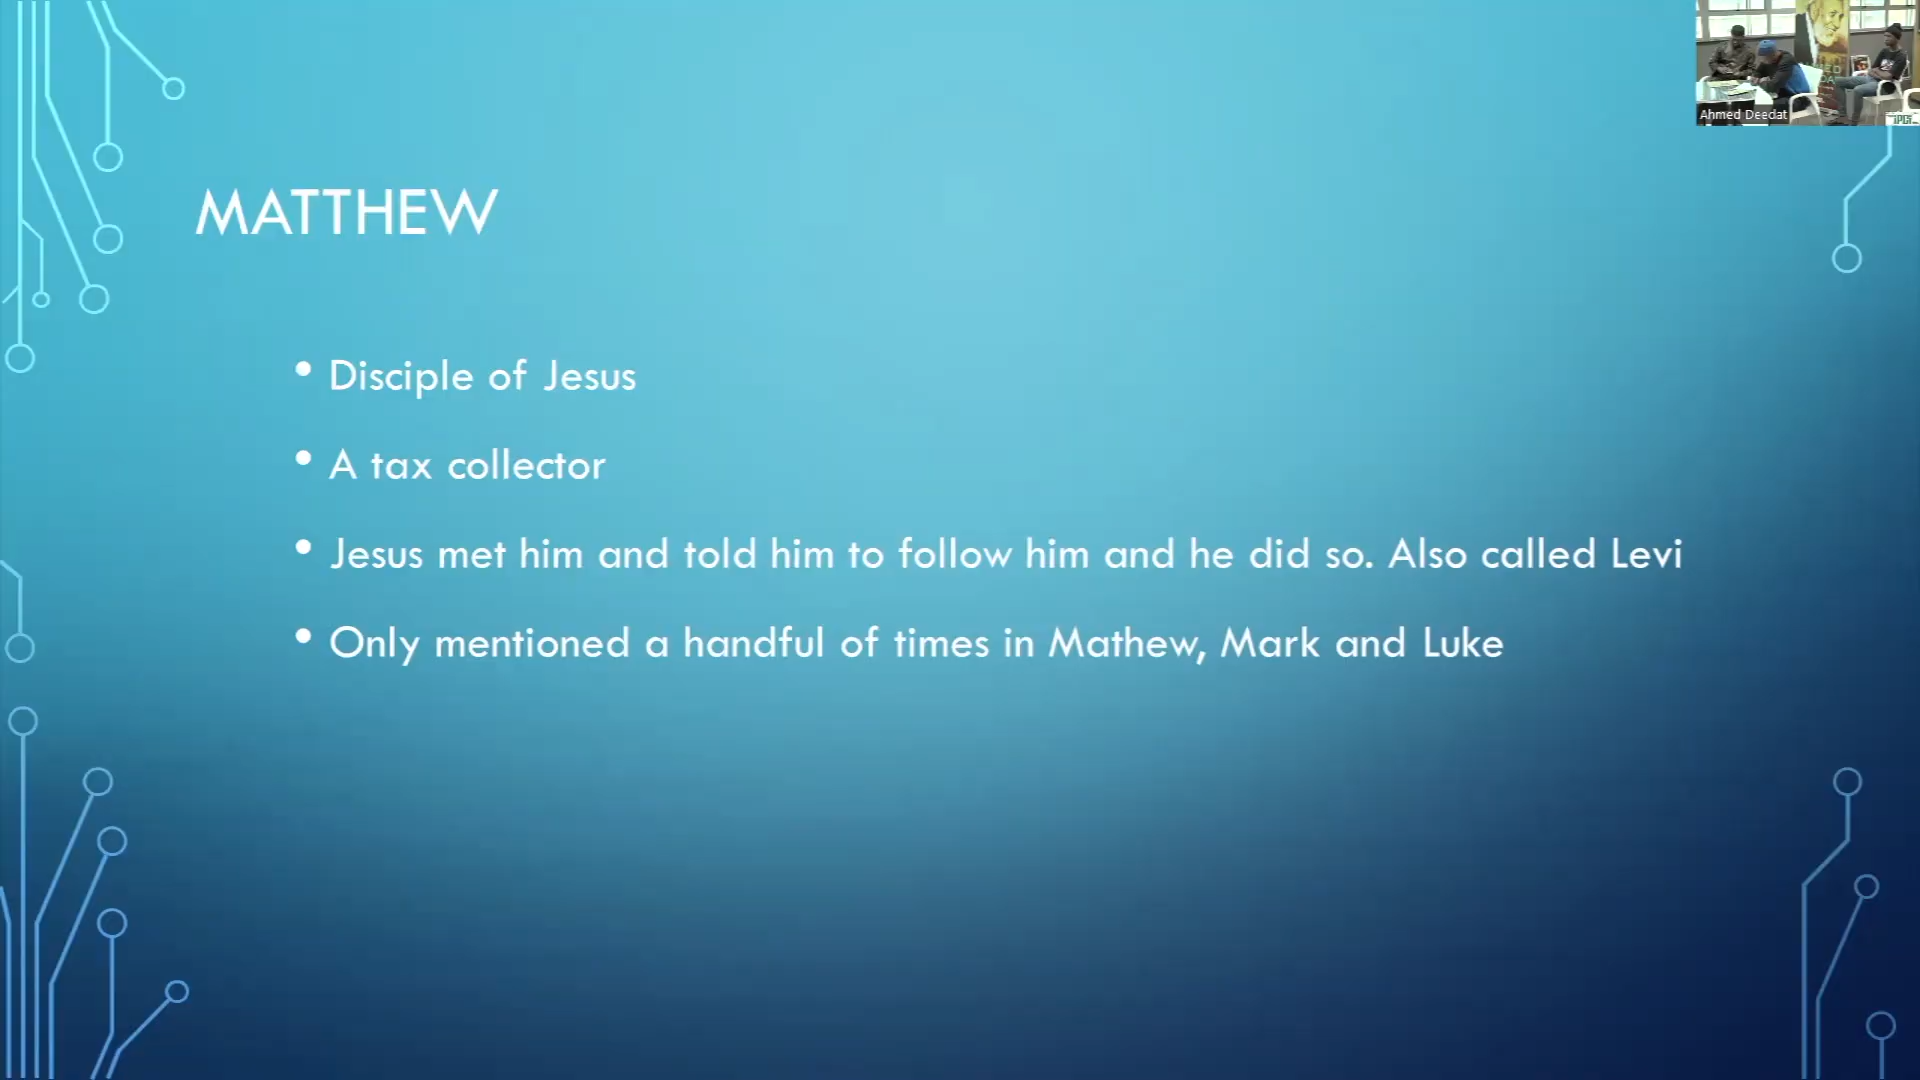 Ahmed Deedat
IPCI
MATTHEW
• Disciple of Jesus
• A tax collector
• Jesus met him and told him to follow him and he did so. Also called Levi
• Only mentioned a handful of times in Mathew, Mark and Luke